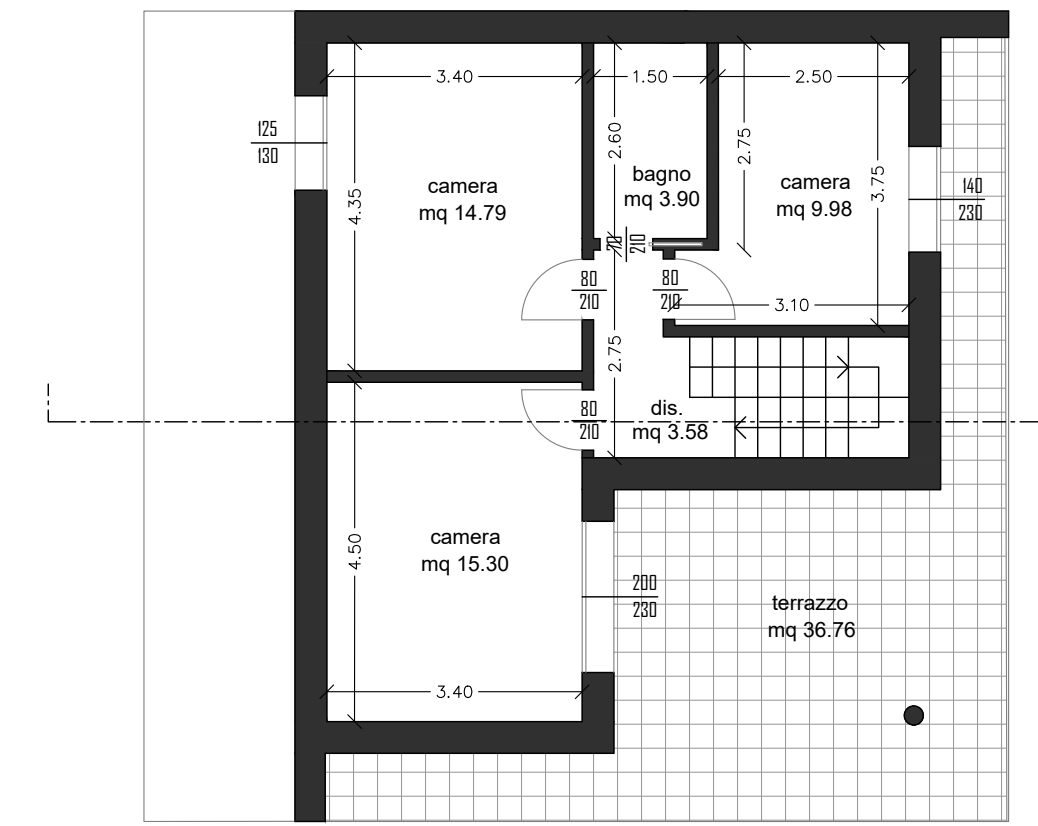 3.40
1.50
2.50
125
130
2.60
2.75
3.75
4.35
camera
mq 14.79
bagno
mq 3.90
camera
mq 9.98
140
230
70
210
80
210
80
210
3.10
2.75
80
210
dis.
mq 3.58
4.50
camera
mq 15.30
200
230
terrazzo
mq 36.76
3.40